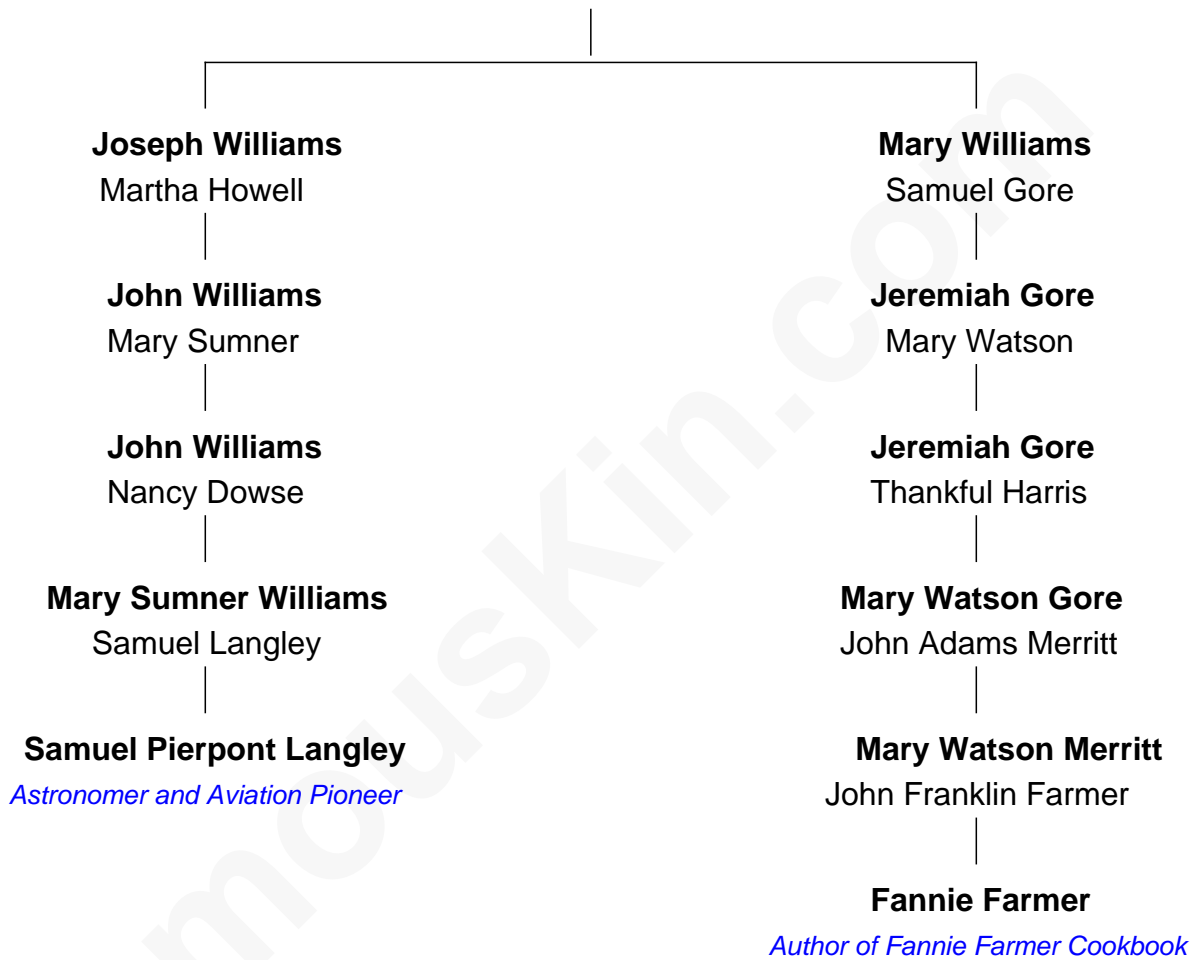 Joseph Williams
Martha Howell
Mary Williams
Samuel Gore
John Williams
Mary Sumner
Jeremiah Gore
Mary Watson
John Williams
Nancy Dowse
Jeremiah Gore
Thankful Harris
Mary Sumner Williams
Samuel Langley
Mary Watson Gore
John Adams Merritt
Samuel Pierpont Langley
Astronomer and Aviation Pioneer
Mary Watson Merritt
John Franklin Farmer
Fannie Farmer
Author of Fannie Farmer Cookbook
mousKin.com